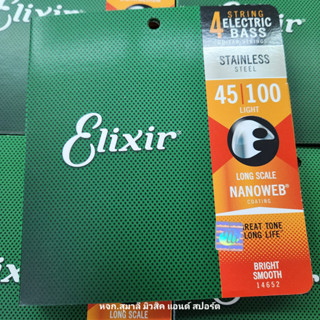 4 STRING
ELECTRIC
BASS
STAINLESS
STEEL
45|100
LIGHT
Elixir®
LONG SCALE
NANOWEB®
COATING
GREAT TONE
LONG LIFE
BRIGHT
SMOOTH
14652
LONG SCALE
หจก.สุมาลี มิวสิค แอนด์ สปอร์ต